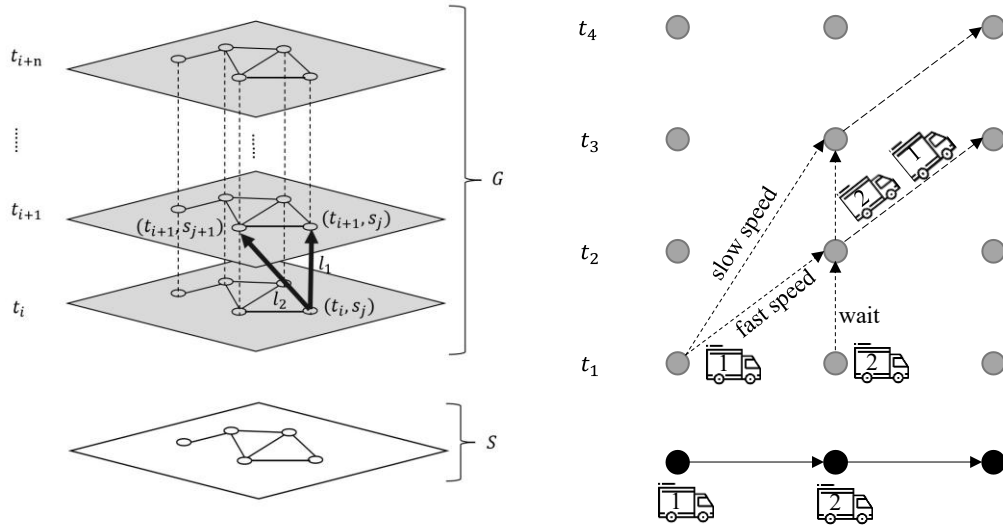 t_{i+n}
......
G
t_{i+1}
(t_{i+1}, s_{j+1})
(t_{i+1}, s_j)
l_1
l_2
t_i
(t_i, s_j)
S
t_4
t_3
1
2
slow speed
t_2
fast speed
wait
t_1
1
2
1
2